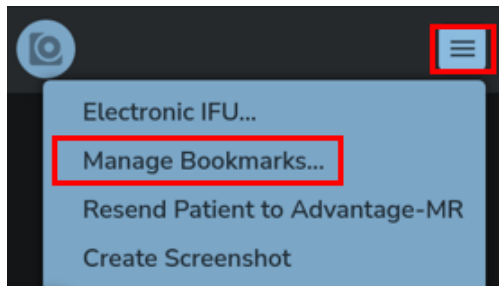 Electronic IFU...
Manage Bookmarks...
Resend Patient to Advantage-MR
Create Screenshot